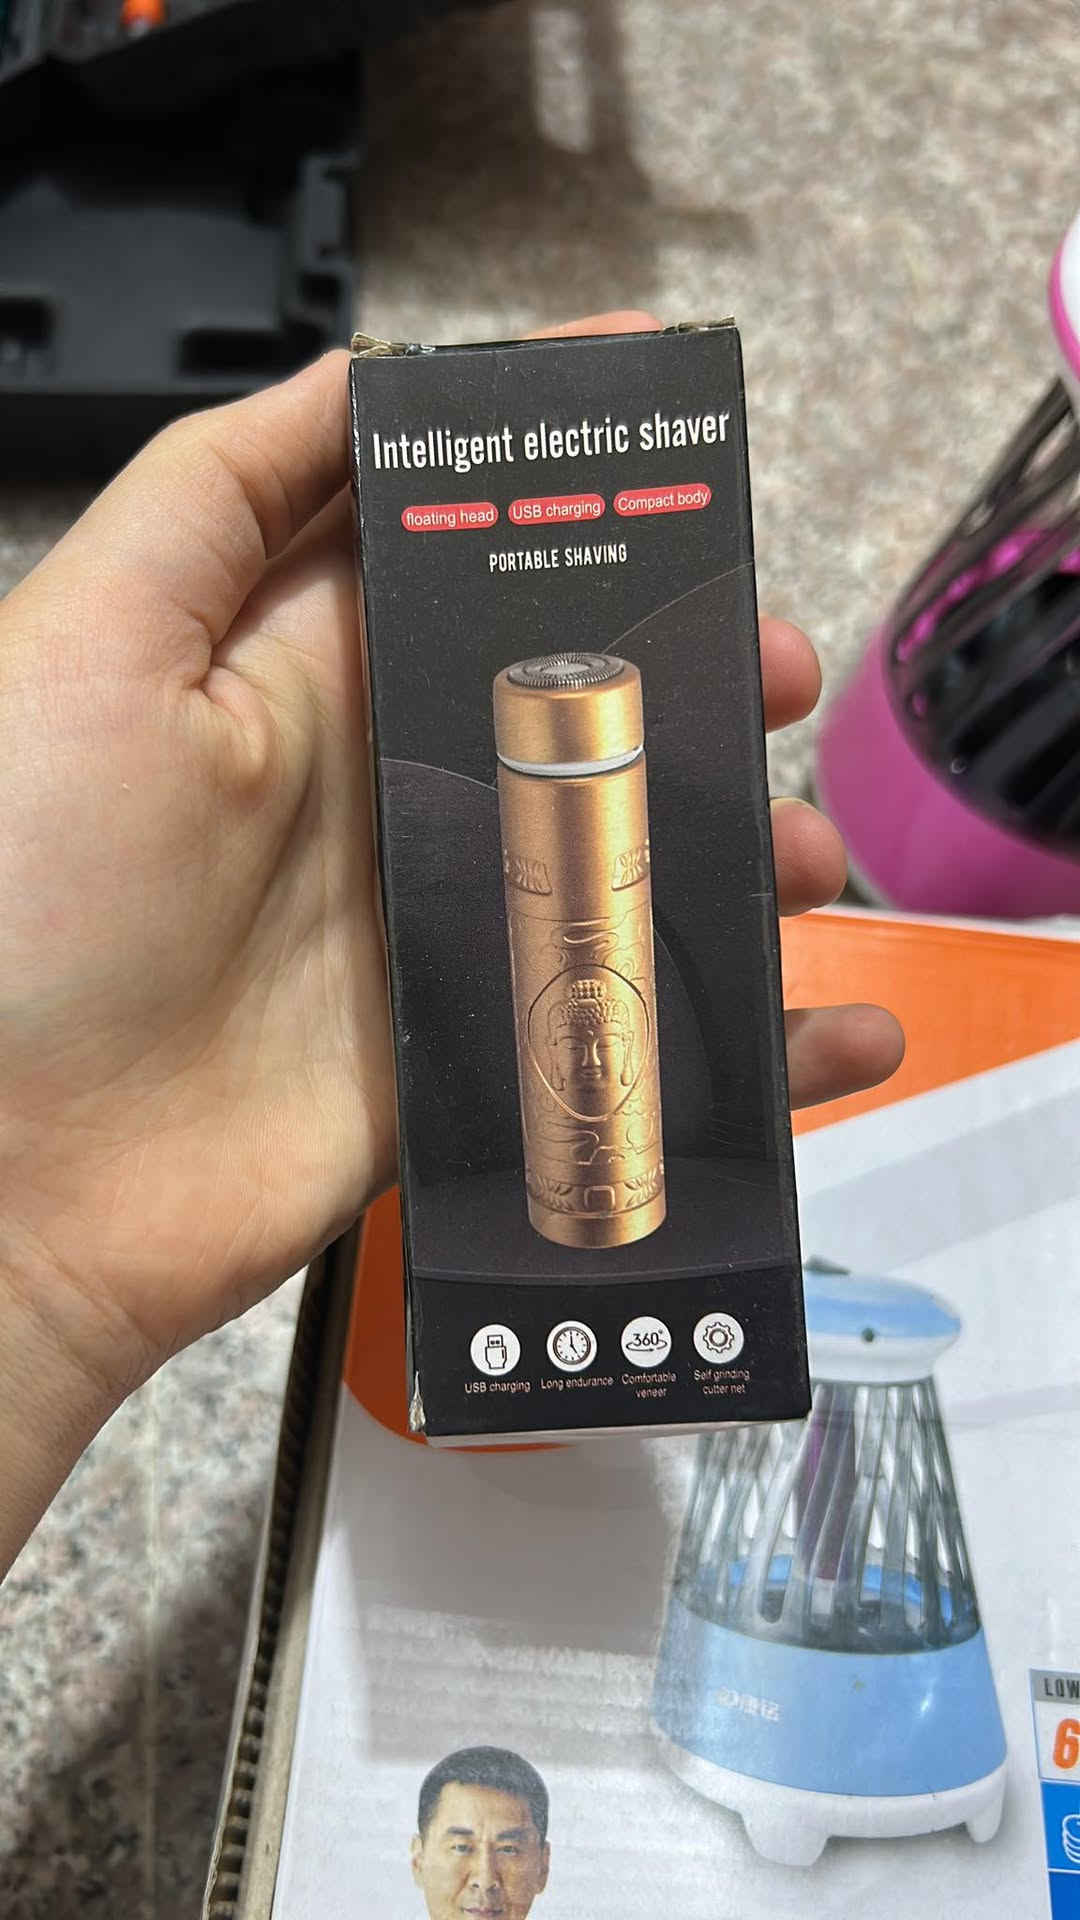 Intelligent electric shaver
floating head USB charging Compact body
PORTABLE SHAVING
360°
USB charging Long endurance Comfortable veneer Self grinding cutter net
LOW
6